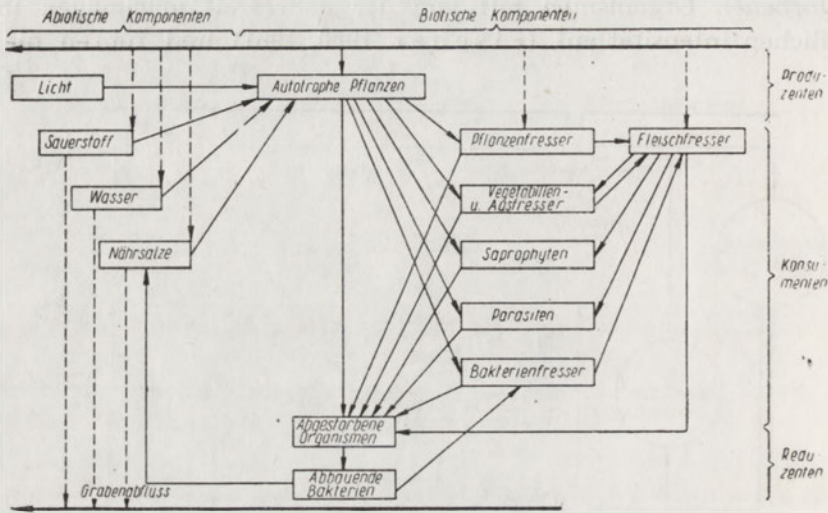 Abiotische Komponenten
Biotische Komponenten
Licht
Autotrophe Pflanzen
Produ-
zenten
Sauerstoff
Pflanzenfresser
Fleischfresser
Wasser
Vegetabilien-
u. Aasfresser
Nährsalze
Saprophyten
Konsu-
menten
Parasiten
Bakterienfresser
Abgestorbene
Organismen
Abbauende
Bakterien
Redu-
zenten
Grabenabfluss